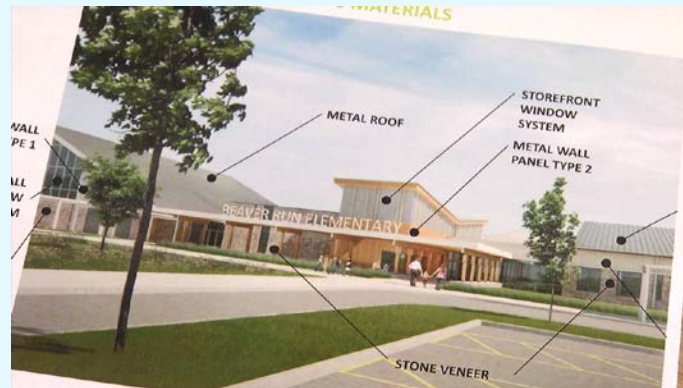 MATERIALS
STOREFRONT
WINDOW
SYSTEM
METAL ROOF
METAL WALL
PANEL TYPE 2
WALL
TYPE 1
BEAVER RUN ELEMENTARY
STONE VENEER